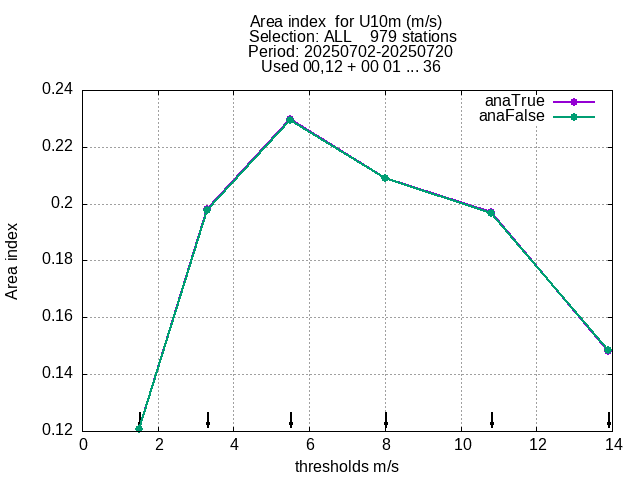 Area index  for U10m (m/s)
Selection: ALL    979 stations
Period: 20250702-20250720
Used 00,12 + 00 01 ... 36
anaTrue
anaFalse
0.24
0.22
0.2
0.18
0.16
0.14
0.12
Area index
0 2 4 6 8 10 12 14
thresholds m/s